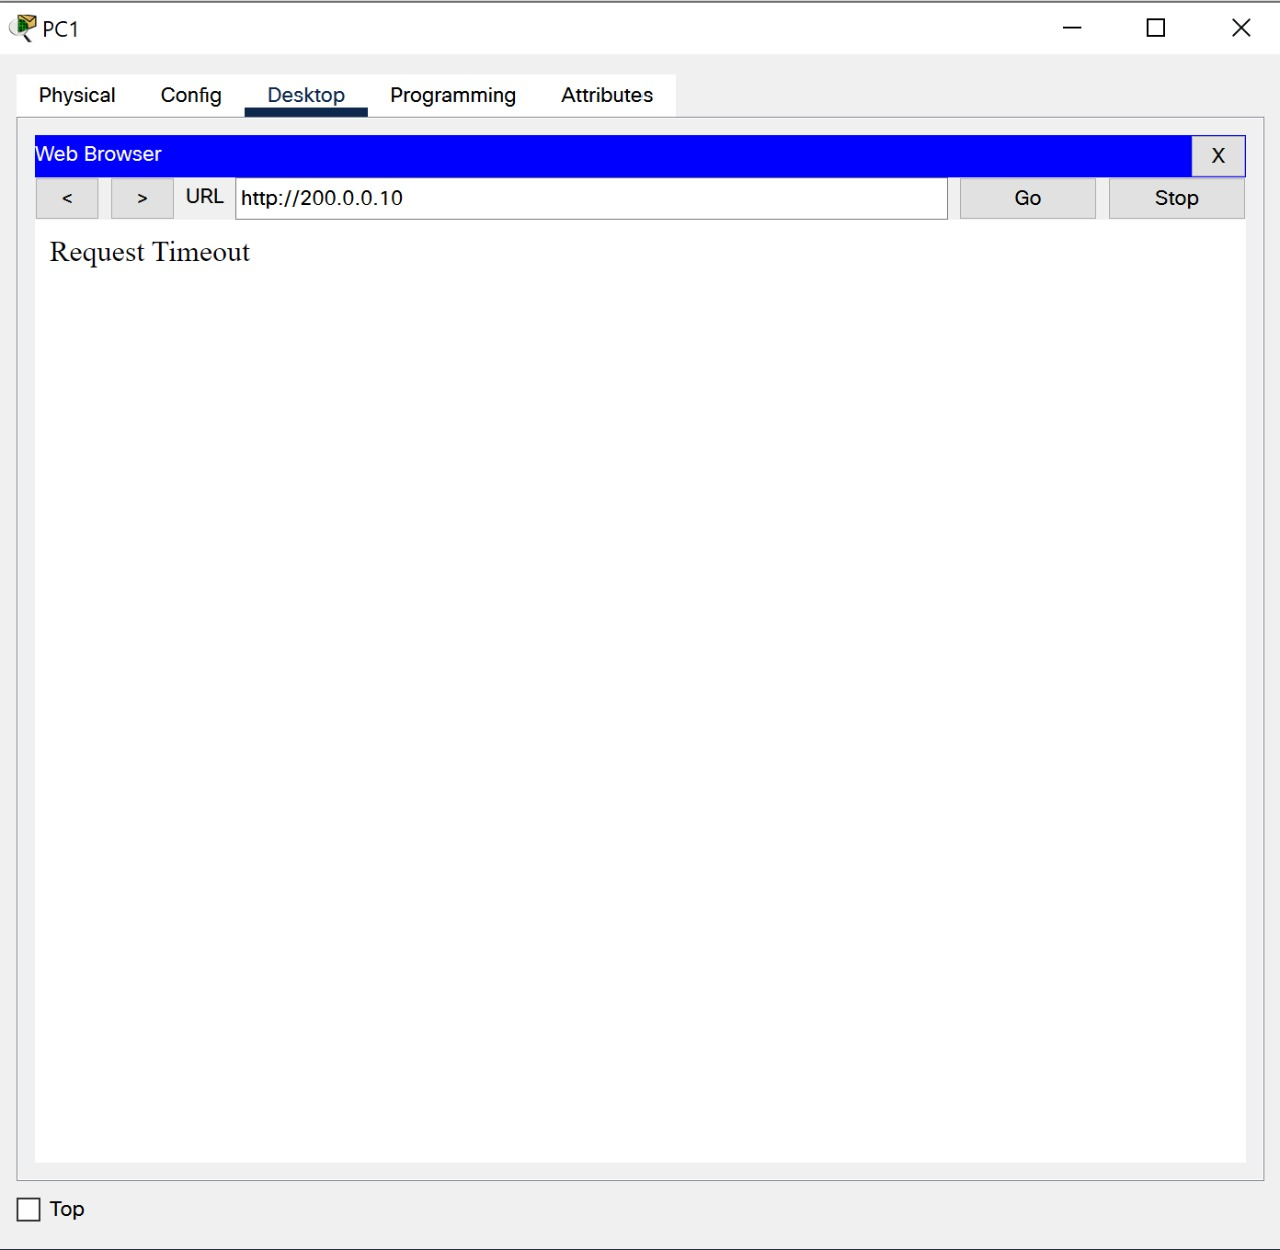 PC1
Physical Config Desktop Programming Attributes
Web Browser X
< > URL http://200.0.0.10 Go Stop
Request Timeout
Top